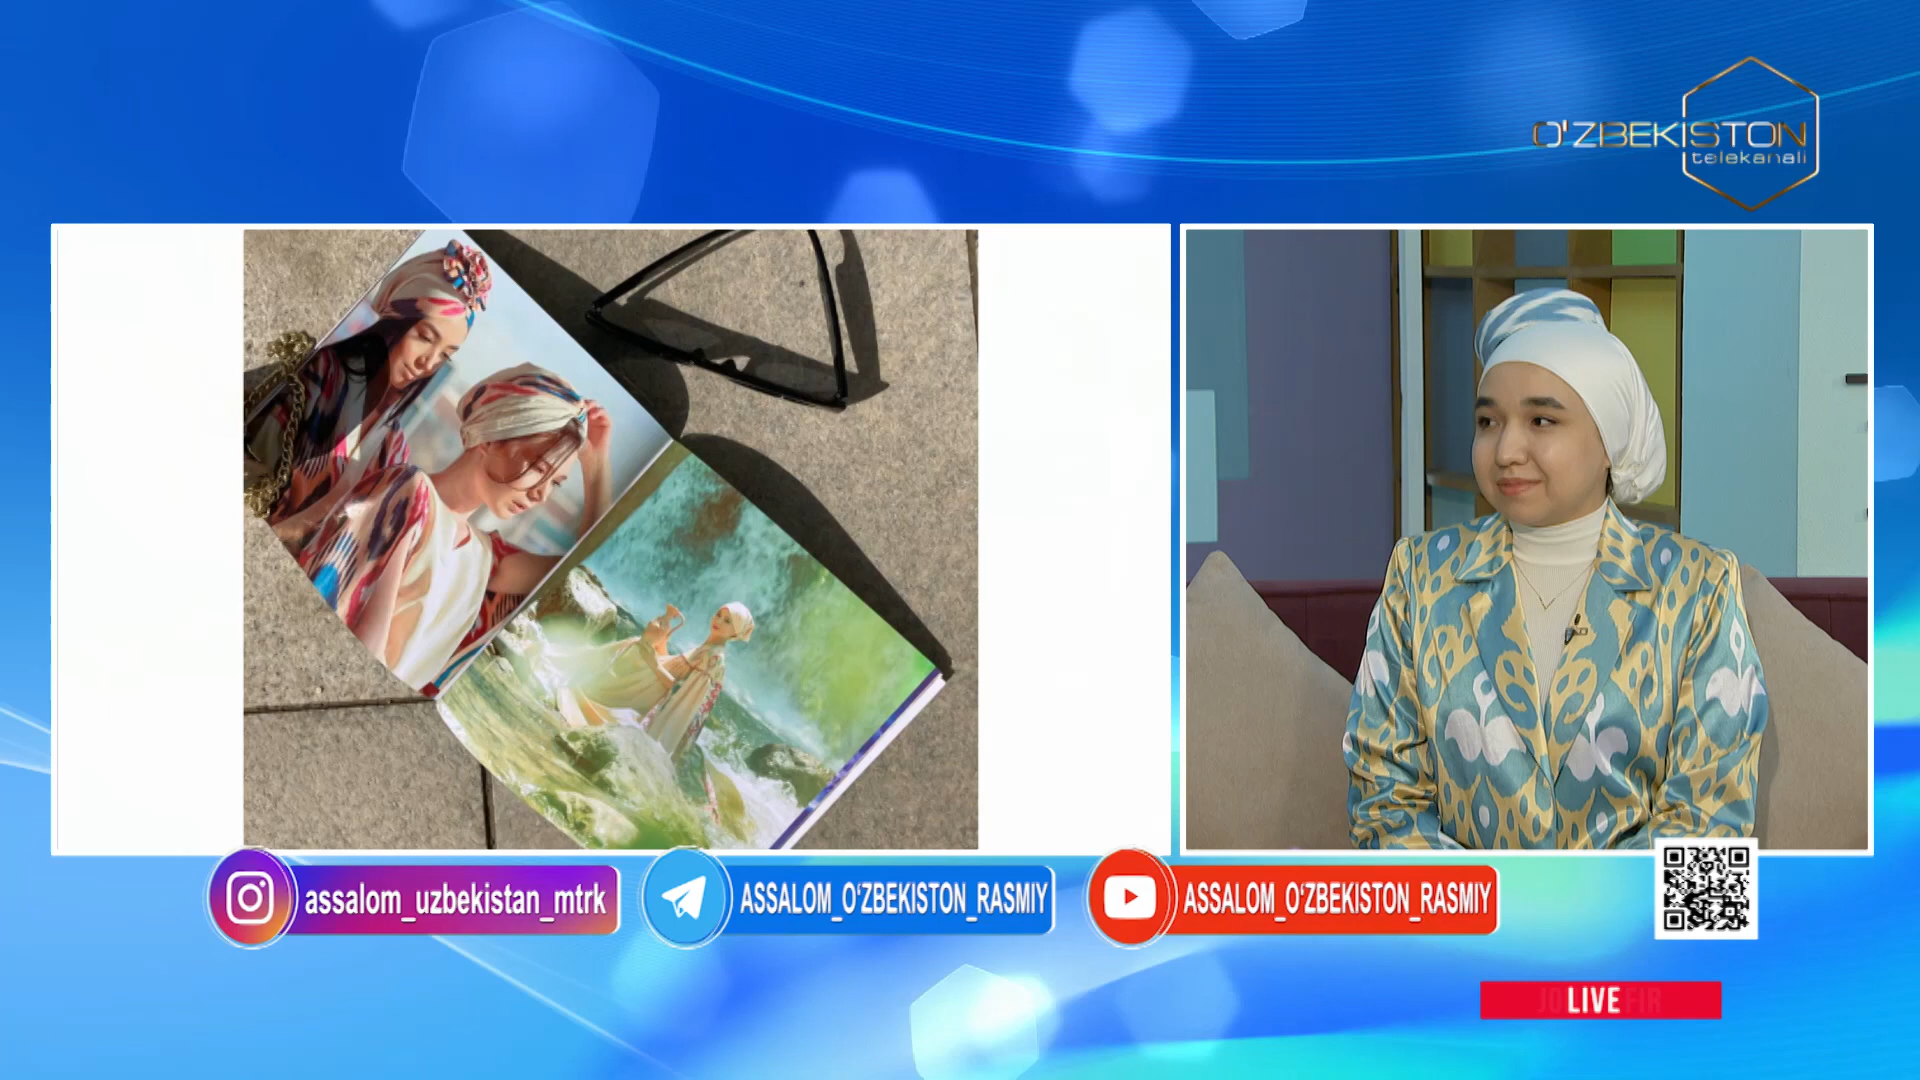 O'ZBEKISTON
telekanali
assalom_uzbekistan_mtrk
ASSALOM_O‘ZBEKISTON_RASMIY
ASSALOM_O‘ZBEKISTON_RASMIY
LIVE